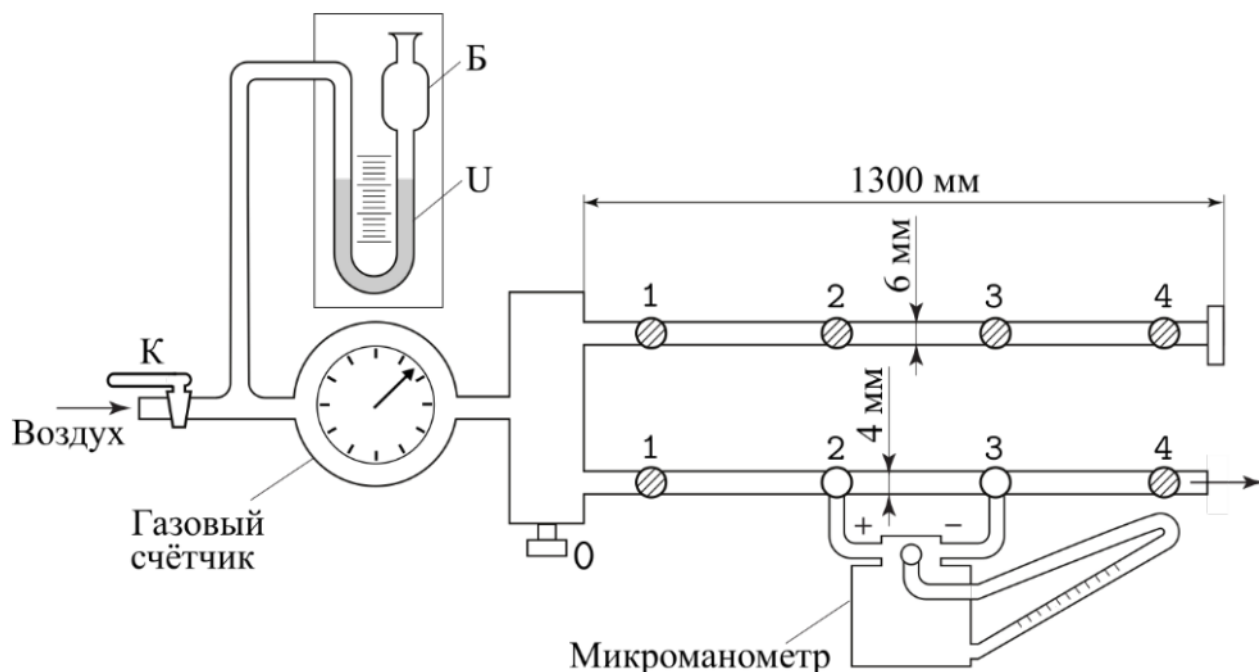 Б
U
1300 мм
6 мм
1 2 3 4
К
Воздух
4 мм
1 2 3 4
Газовый
счётчик
0
+ −
Микроманометр